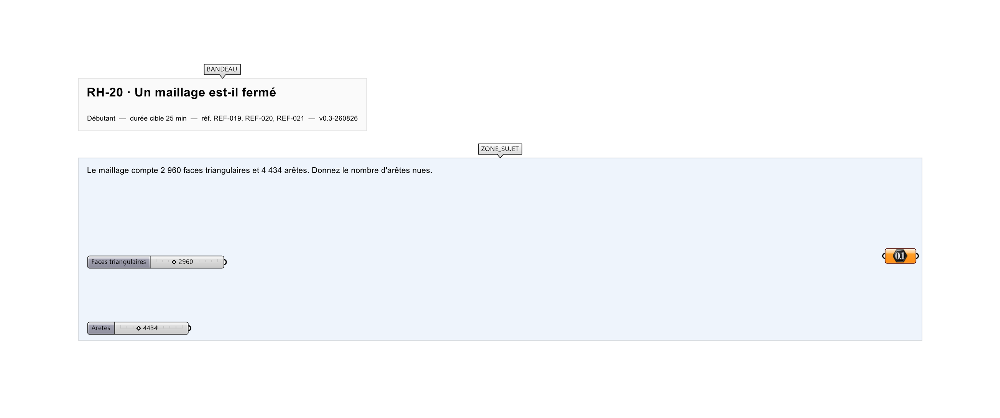 BANDEAU
RH-20 · Un maillage est-il fermé
Débutant — durée cible 25 min — réf. REF-019, REF-020, REF-021 — v0.3-260826
ZONE_SUJET
Le maillage compte 2 960 faces triangulaires et 4 434 arêtes. Donnez le nombre d'arêtes nues.
Faces triangulaires 2960
0.1
Aretes 4434